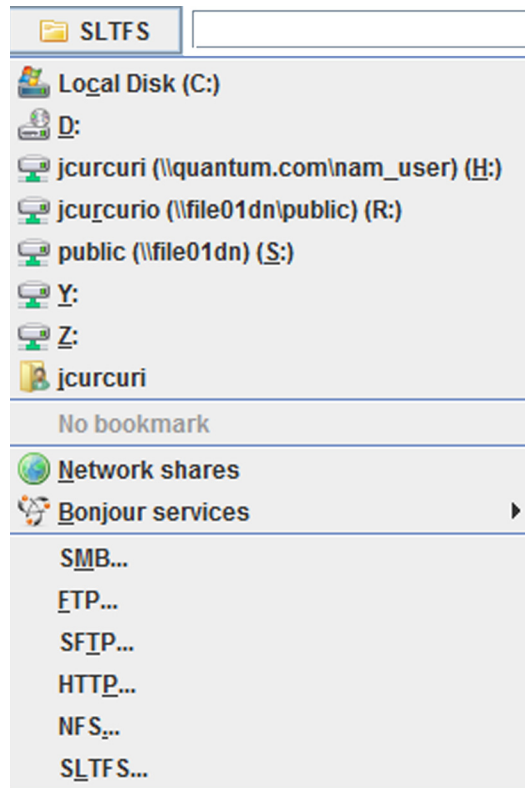 SLTFS
Local Disk (C:)
D:
jcurcuri (\\quantum.com\nam_user) (H:)
jcurcurio (\\file01dn\public) (R:)
public (\\file01dn) (S:)
Y:
Z:
jcurcuri
No bookmark
Network shares
Bonjour services
SMB...
FTP...
SFTP...
HTTP...
NFS...
SLTFS...